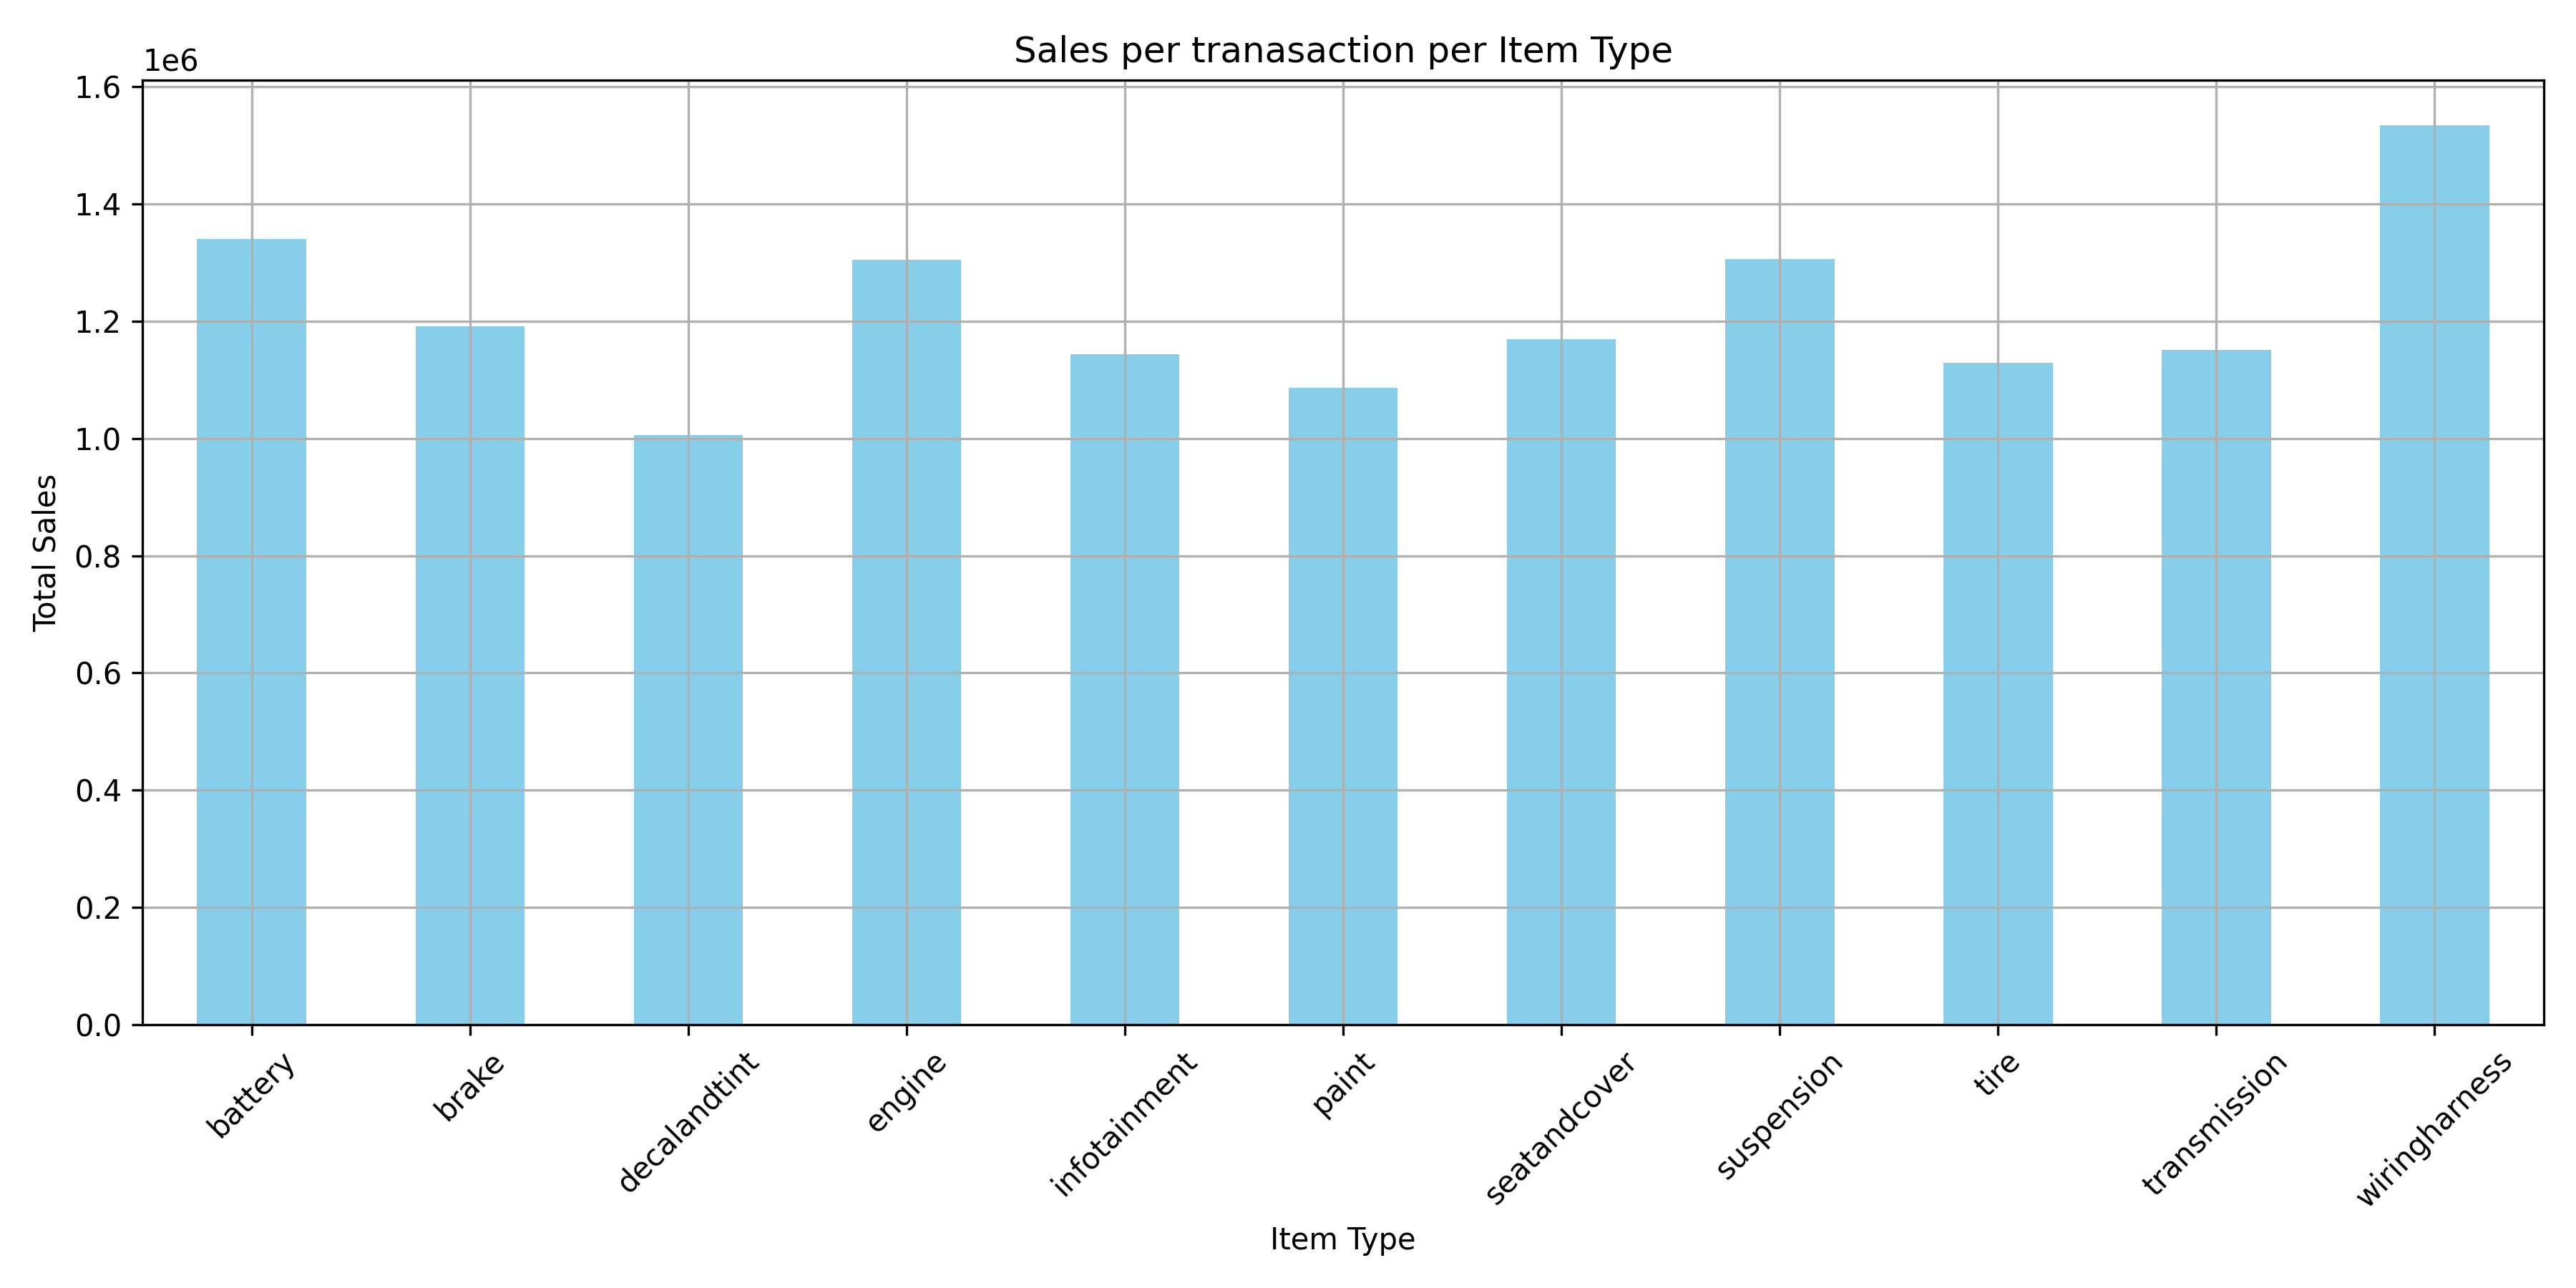 Sales per tranasaction per Item Type
1e6
1.6
1.4
1.2
1.0
0.8
0.6
0.4
0.2
0.0
Total Sales
battery
brake
decalandtint
engine
infotainment
paint
seatandcover
suspension
tire
transmission
wiringharness
Item Type